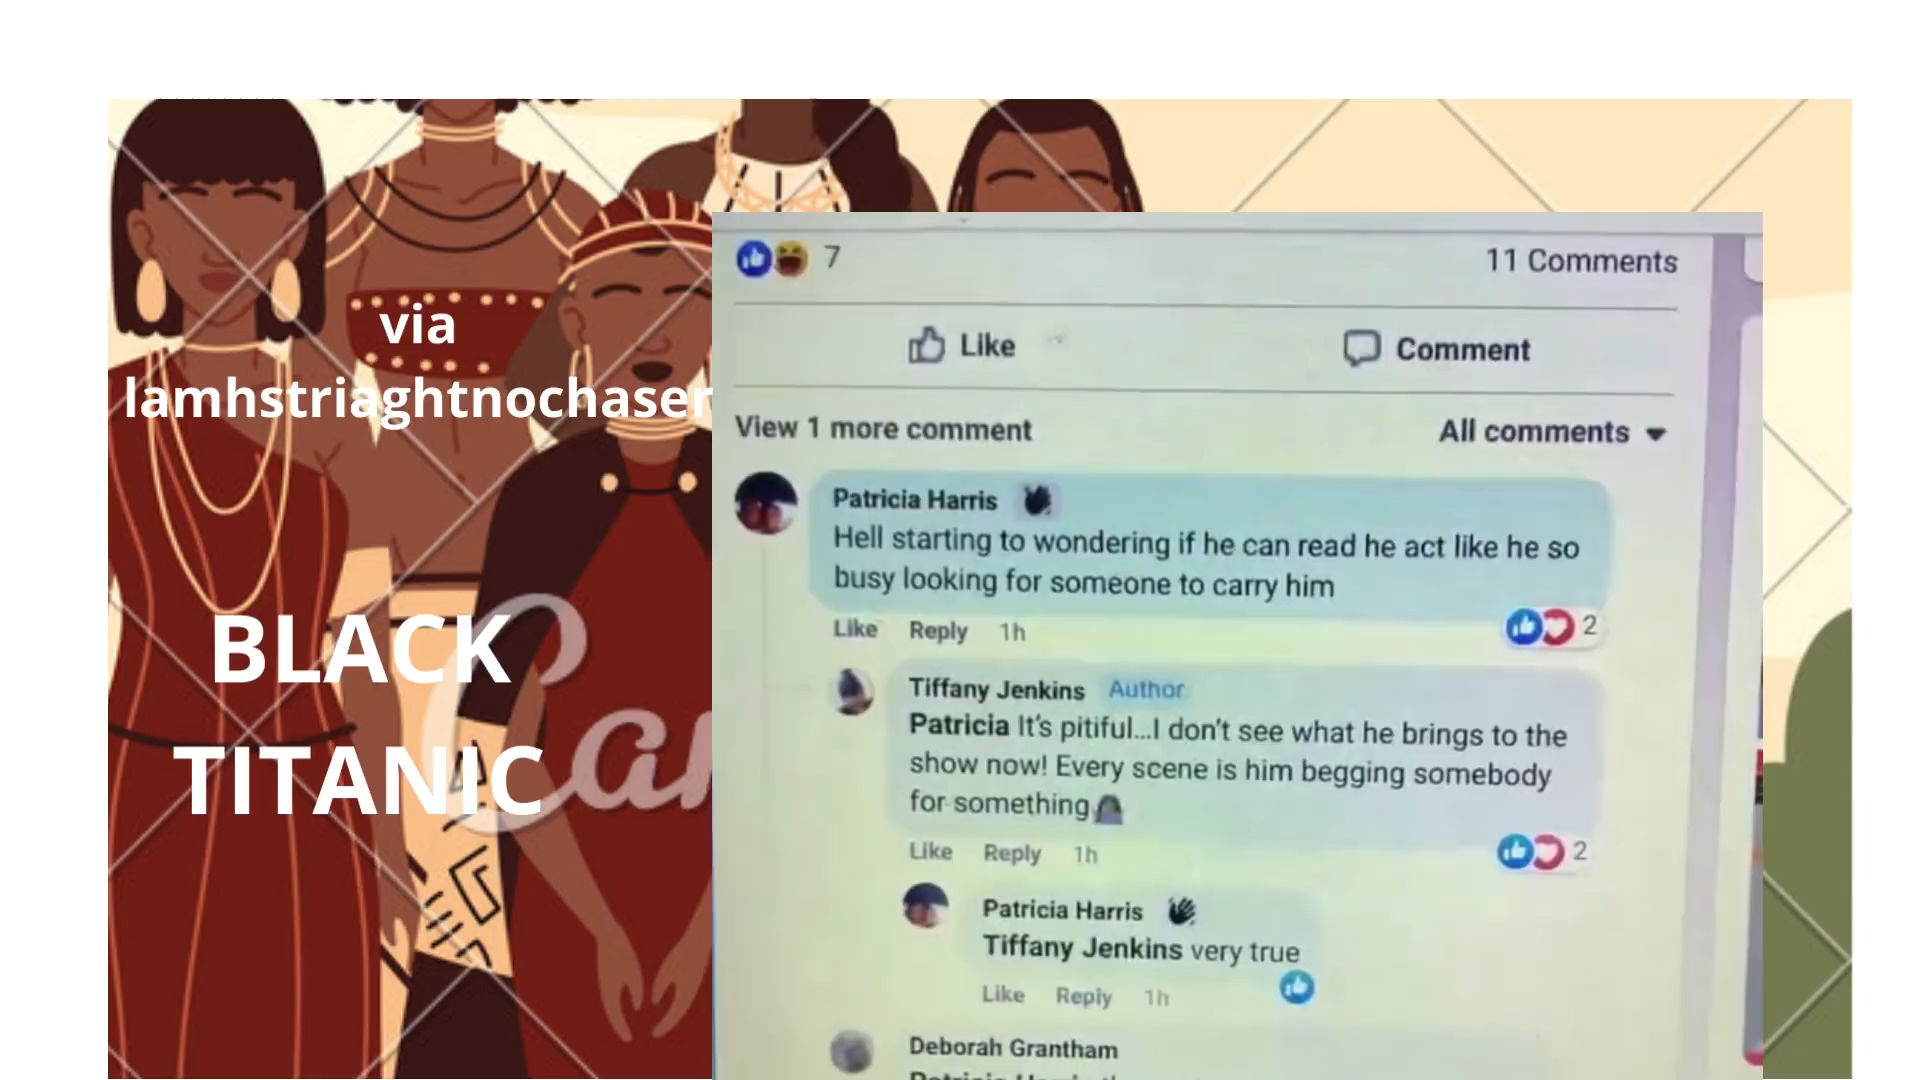 via
lamhstriaghtnochaser
BLACK
TITANIC
Can
7
11 Comments
Like
Comment
View 1 more comment
All comments
Patricia Harris
Hell starting to wondering if he can read he act like he so
busy looking for someone to carry him
Like Reply 1h
2
Tiffany Jenkins Author
Patricia It's pitiful...I don't see what he brings to the
show now! Every scene is him begging somebody
for something
Like Reply 1h
2
Patricia Harris
Tiffany Jenkins very true
Like Reply 1h
Deborah Grantham